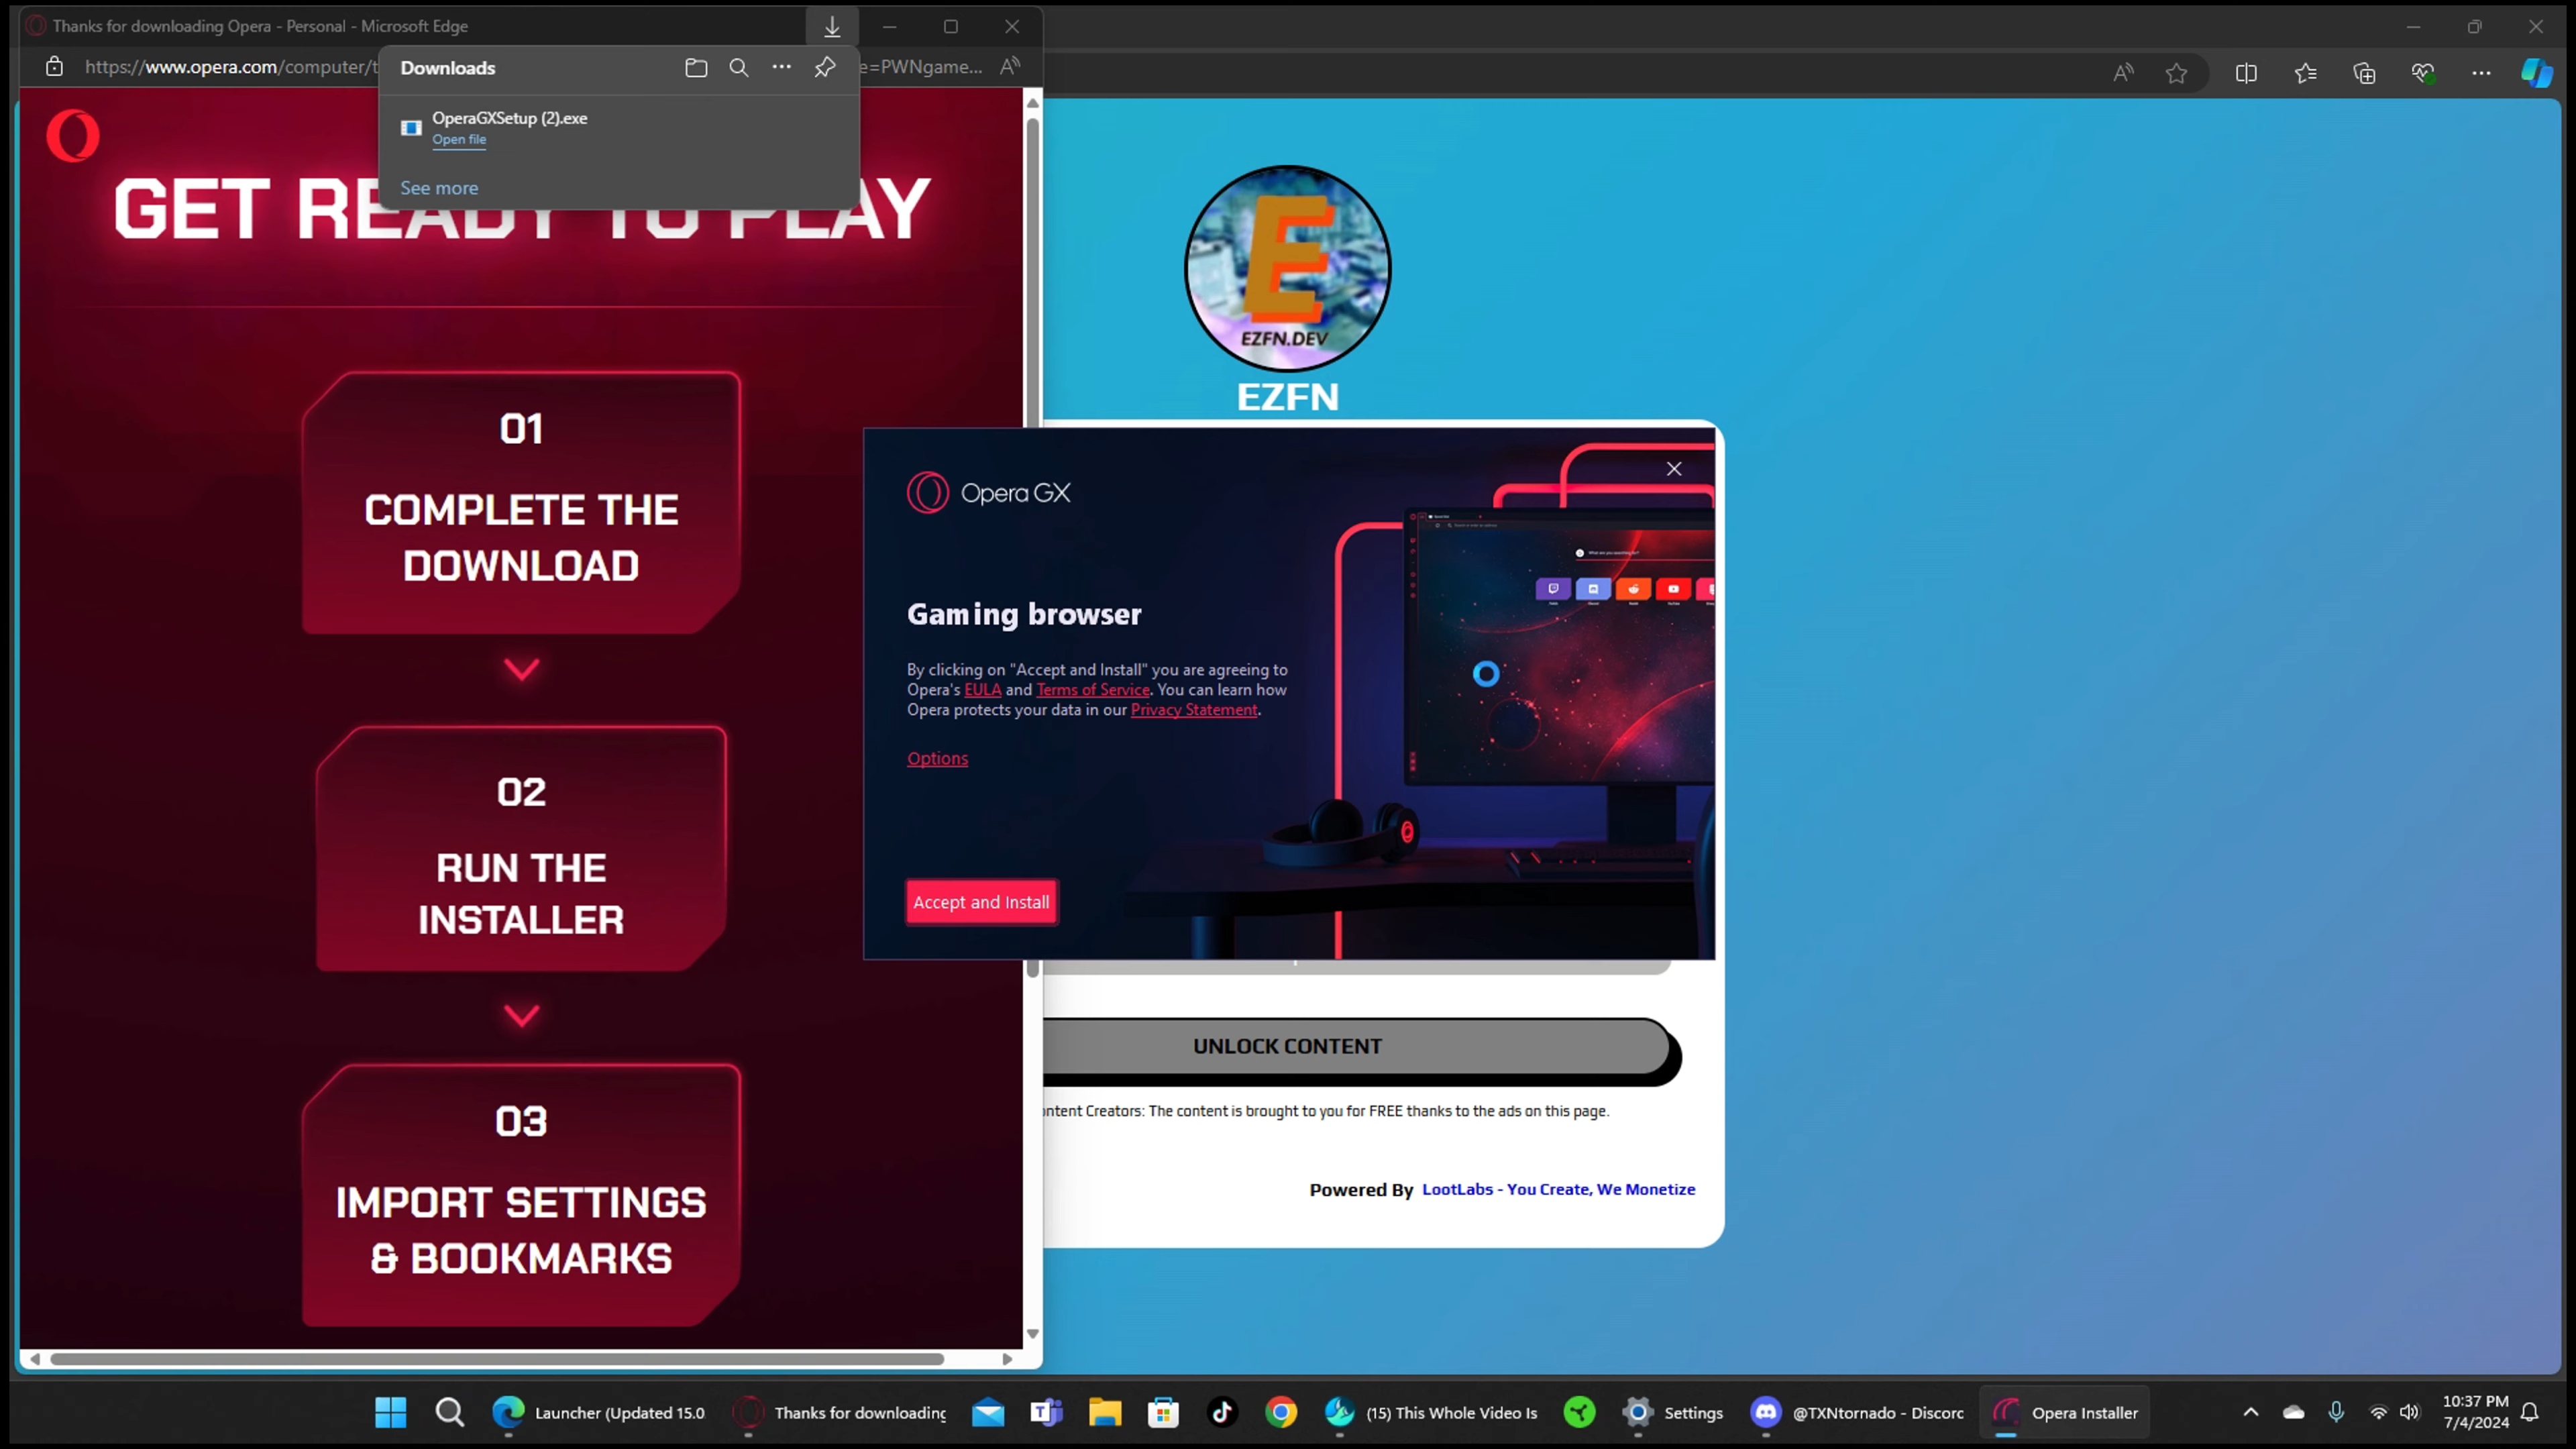 Thanks for downloading Opera - Personal - Microsoft Edge
https://www.opera.com/computer/t
e=PWNgame...
Downloads
OperaGXSetup (2).exe
Open file
See more
GET READY TO PLAY
01
COMPLETE THE
DOWNLOAD
02
RUN THE
INSTALLER
03
IMPORT SETTINGS
& BOOKMARKS
E
EZFN.DEV
EZFN
Opera GX
Gaming browser
By clicking on "Accept and Install" you are agreeing to
Opera's EULA and Terms of Service. You can learn how
Opera protects your data in our Privacy Statement.
Options
Accept and Install
UNLOCK CONTENT
ontent Creators: The content is brought to you for FREE thanks to the ads on this page.
Powered By LootLabs - You Create, We Monetize
Launcher (Updated 15.0
Thanks for downloading
(15) This Whole Video Is
Settings
@TXNtornado - Discord
Opera Installer
10:37 PM
7/4/2024